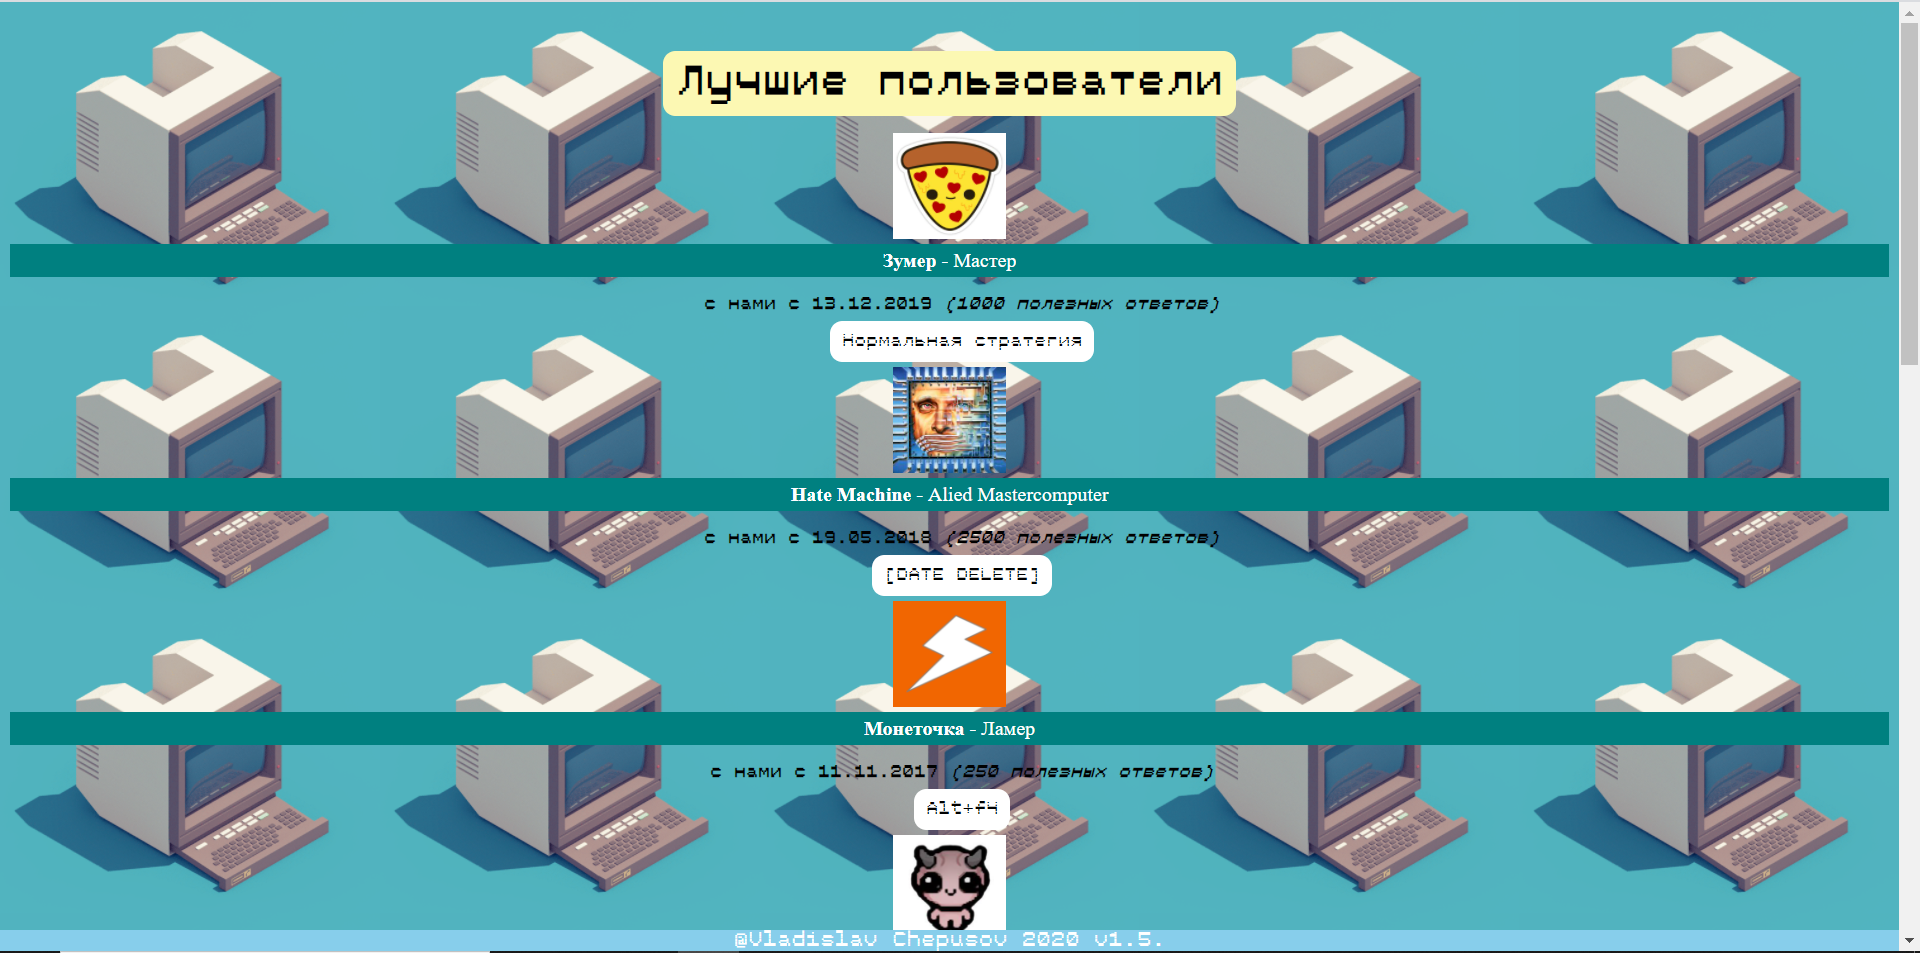 Лучшие пользователи
Зумер - Мастер
с нами с 13.12.2019 (1000 полезных ответов)
Нормальная стратегия
Hate Machine - Alied Mastercomputer
с нами с 19.05.2018 (2500 полезных ответов)
[DATE DELETE]
Монеточка - Ламер
с нами с 11.11.2017 (250 полезных ответов)
Alt+f4
@Vladislav Chepusov 2020 v1.5.